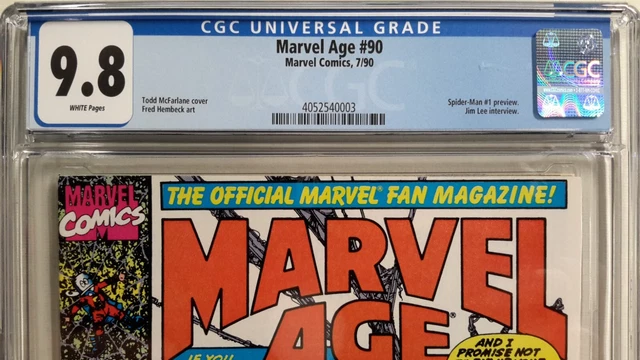 CGC UNIVERSAL GRADE
9.8
WHITE Pages
Marvel Age #90
Marvel Comics, 7/90
Todd McFarlane cover
Fred Hembeck art
4052540003
Spider-Man #1 preview.
Jim Lee interview.
CGC
MARVEL
COMICS
THE OFFICIAL MARVEL® FAN MAGAZINE!
MARVEL
AGE®
IF YOU
AND I
PROMISE NOT